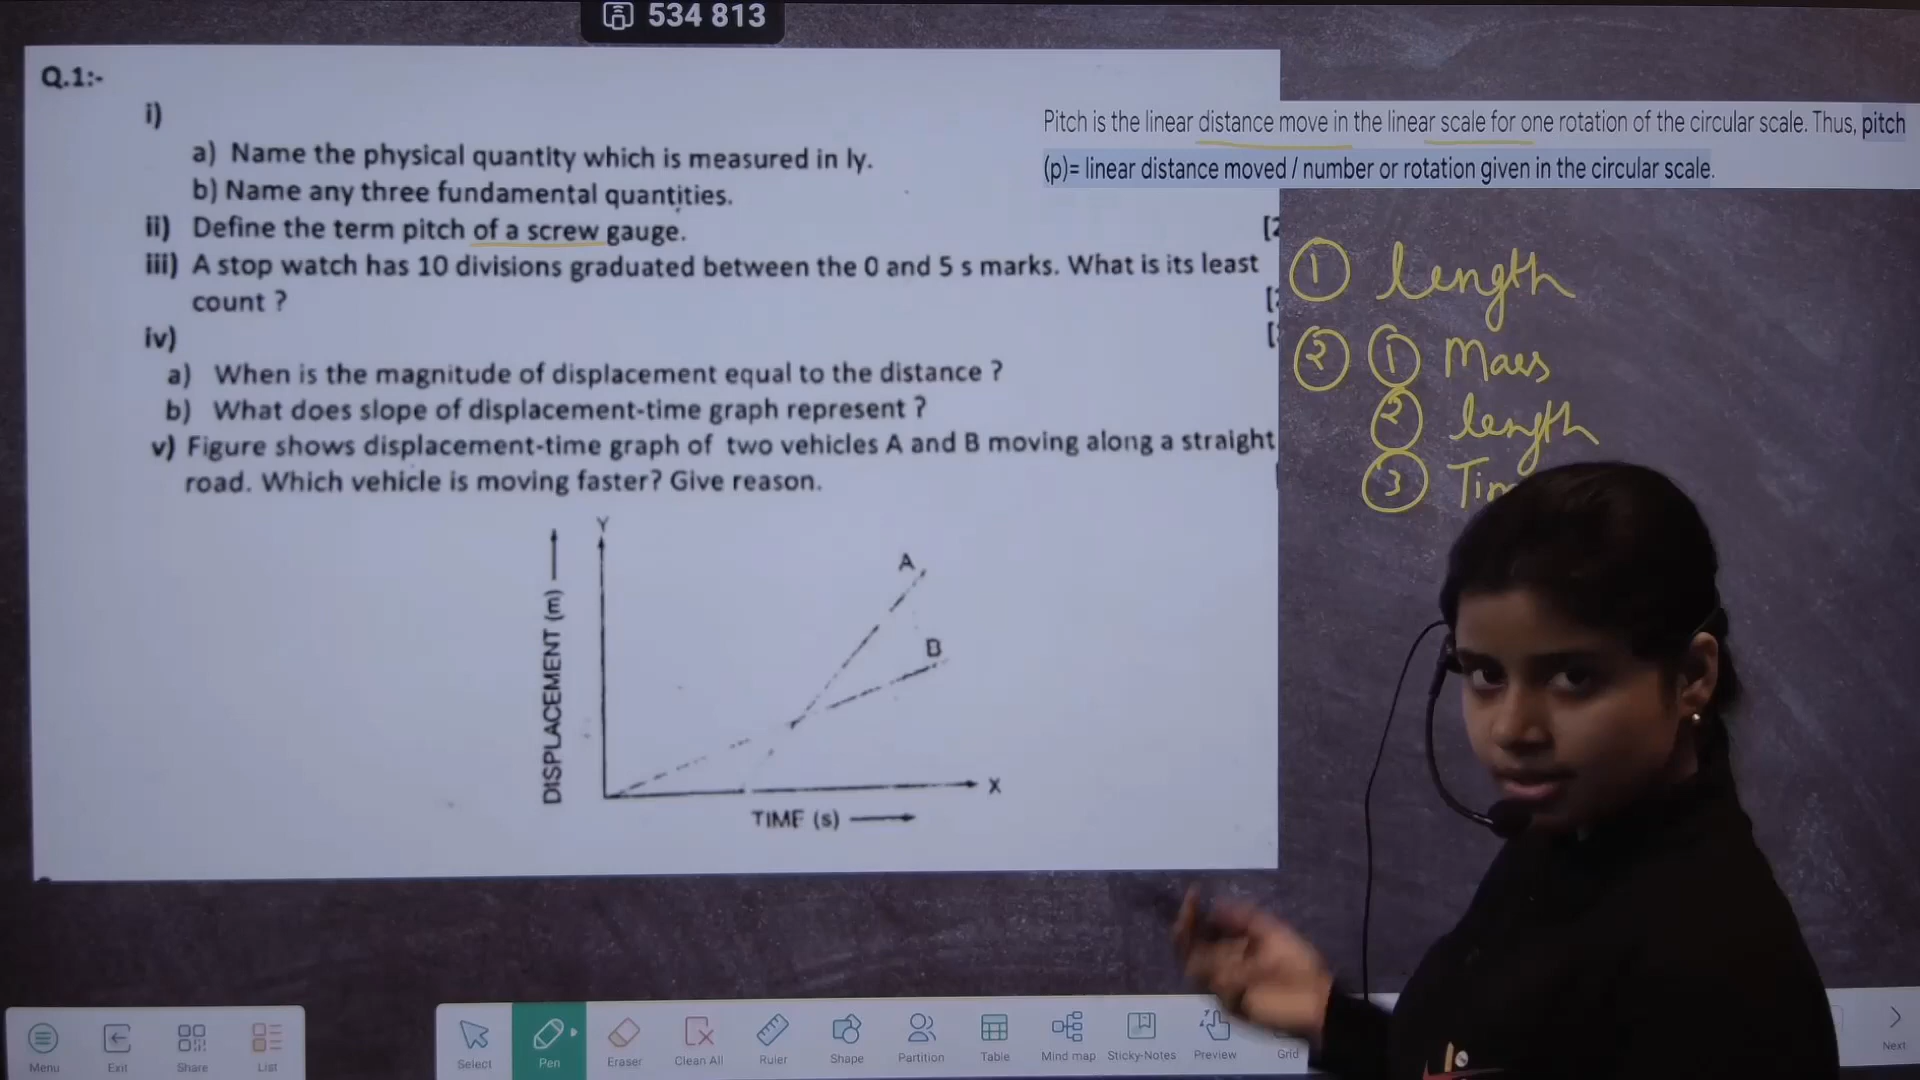 534 813
Q.1:-
i)
a) Name the physical quantity which is measured in ly.
b) Name any three fundamental quantities.
ii) Define the term pitch of a screw gauge.
[2
iii) A stop watch has 10 divisions graduated between the 0 and 5 s marks. What is its least
count ?
iv)
a) When is the magnitude of displacement equal to the distance ?
b) What does slope of displacement-time graph represent ?
v) Figure shows displacement-time graph of two vehicles A and B moving along a straight
road. Which vehicle is moving faster? Give reason.
Y
A
B
DISPLACEMENT (m)
X
TIME (s)
Pitch is the linear distance move in the linear scale for one rotation of the circular scale. Thus, pitch
(p)= linear distance moved / number or rotation given in the circular scale.
1 length
2 1 Mass
2 length
3
Menu
Exit
Share
List
Select
Pen
Eraser
Clean All
Ruler
Shape
Partition
Table
Mind map
Sticky-Notes
Preview
Grid
Next